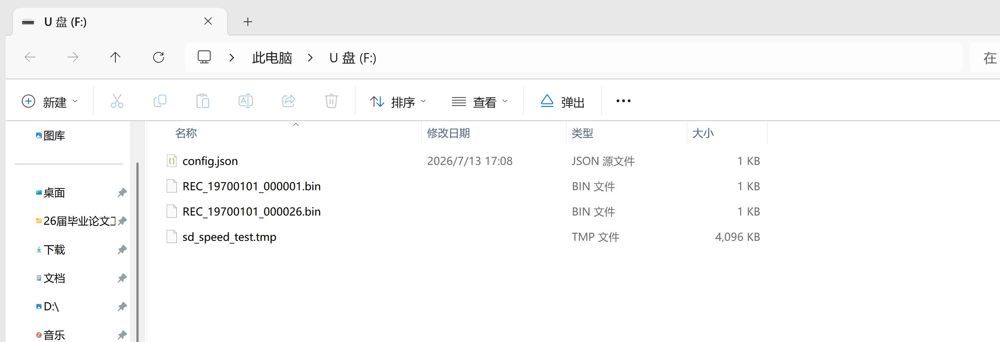 U 盘 (F:)
此电脑 > U 盘 (F:)
在
新建
排序
查看
弹出
图库
桌面
26届毕业论文工
下载
文档
D:\
音乐
名称 修改日期 类型 大小
config.json 2026/7/13 17:08 JSON 源文件 1 KB
REC_19700101_000001.bin BIN 文件 1 KB
REC_19700101_000026.bin BIN 文件 1 KB
sd_speed_test.tmp TMP 文件 4,096 KB